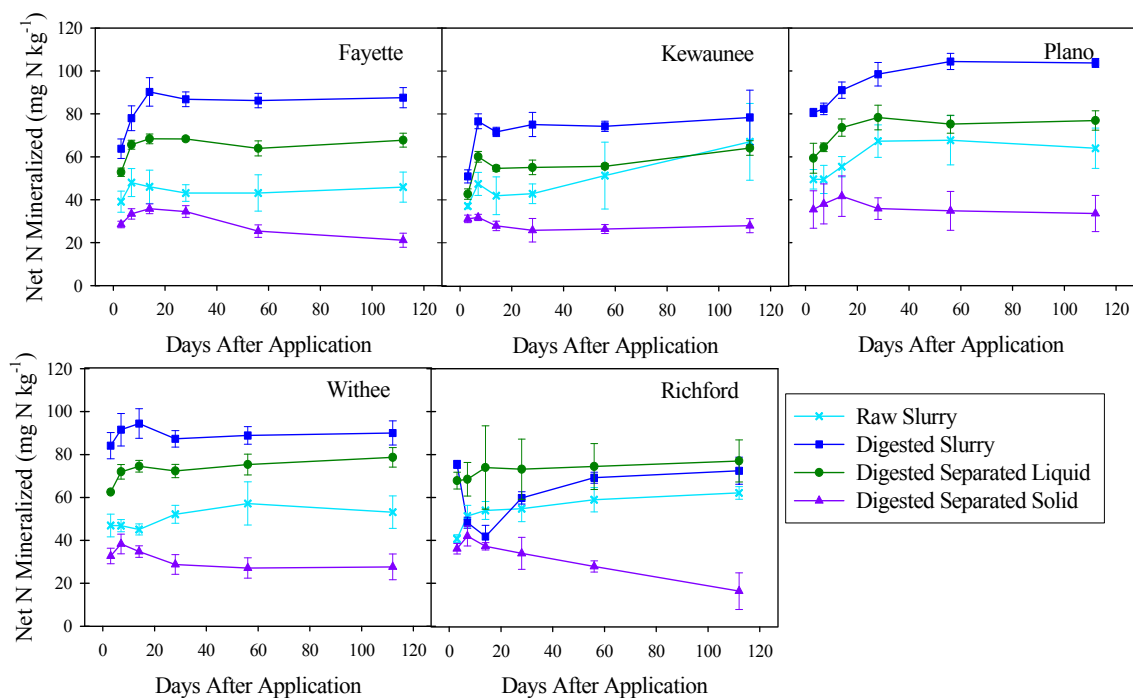 Net N Mineralized (mg N kg-1)
120
100
80
60
40
20
0
Fayette
Kewaunee
Plano
0 20 40 60 80 100 120
0 20 40 60 80 100 120
0 20 40 60 80 100 120
Days After Application
Days After Application
Days After Application
Net N Mineralized (mg N kg-1)
120
100
80
60
40
20
0
Withee
Richford
0 20 40 60 80 100 120
0 20 40 60 80 100 120
Days After Application
Days After Application
Raw Slurry
Digested Slurry
Digested Separated Liquid
Digested Separated Solid